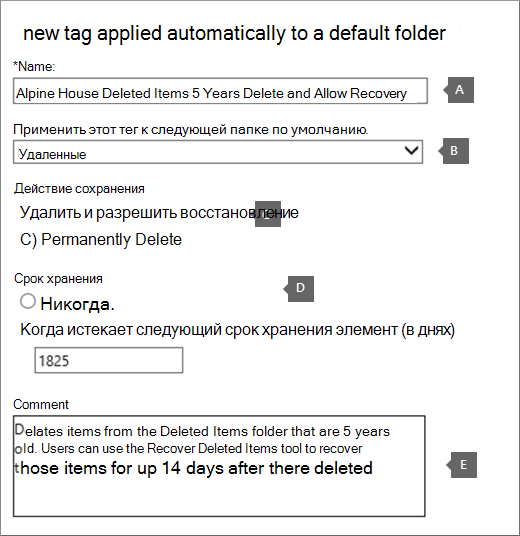 new tag applied automatically to a default folder
*Name:
Alpine House Deleted Items 5 Years Delete and Allow Recovery
A
Применить этот тег к следующей папке по умолчанию.
Удаленные
B
Действие сохранения
Удалить и разрешить восстановление
C) Permanently Delete
Срок хранения
D
Никогда.
Когда истекает следующий срок хранения элемент (в днях)
1825
Comment
Delates items from the Deleted Items folder that are 5 years
old. Users can use the Recover Deleted Items tool to recover
those items for up 14 days after there deleted
E